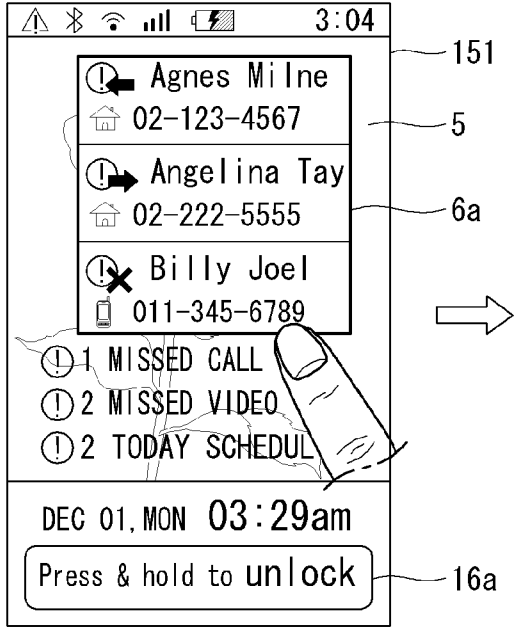 3:04
151
Agnes Milne
02-123-4567
5
Angelina Tay
02-222-5555
6a
Billy Joel
011-345-6789
1 MISSED CALL
2 MISSED VIDEO
2 TODAY SCHEDUL
DEC 01, MON 03:29am
Press & hold to unlock
16a